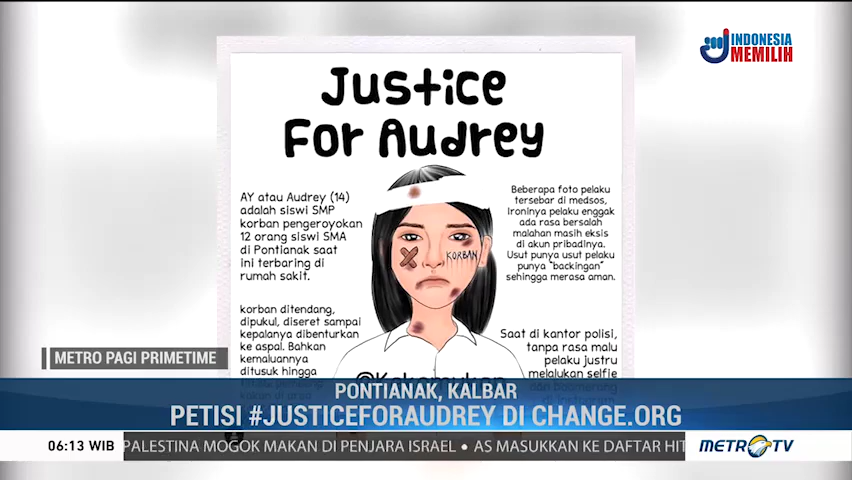 INDONESIA
MEMILIH
Justice
For Audrey
AY atau Audrey (14)
adalah siswi SMP
korban pengeroyokan
12 orang siswi SMA
di Pontianak saat
ini terbaring di
rumah sakit.
korban ditendang,
dipukul, diseret sampai
kepalanya dibenturkan
ke aspal. Bahkan
kemaluannya
ditusuk hingga
KORBAN
Beberapa foto pelaku
tersebar di medsos,
Ironinya pelaku enggak
ada rasa bersalah
malahan masih eksis
di akun pribadinya.
Usut punya usut pelaku
punya "backingan"
sehingga merasa aman.
Saat di kantor polisi,
tanpa rasa malu
pelaku justru
melalukan selfie
dan boomerang
METRO PAGI PRIMETIME
PONTIANAK, KALBAR
PETISI #JUSTICEFORAUDREY DI CHANGE.ORG
06:13 WIB
PALESTINA MOGOK MAKAN DI PENJARA ISRAEL • AS MASUKKAN KE DAFTAR HIT
METRO TV